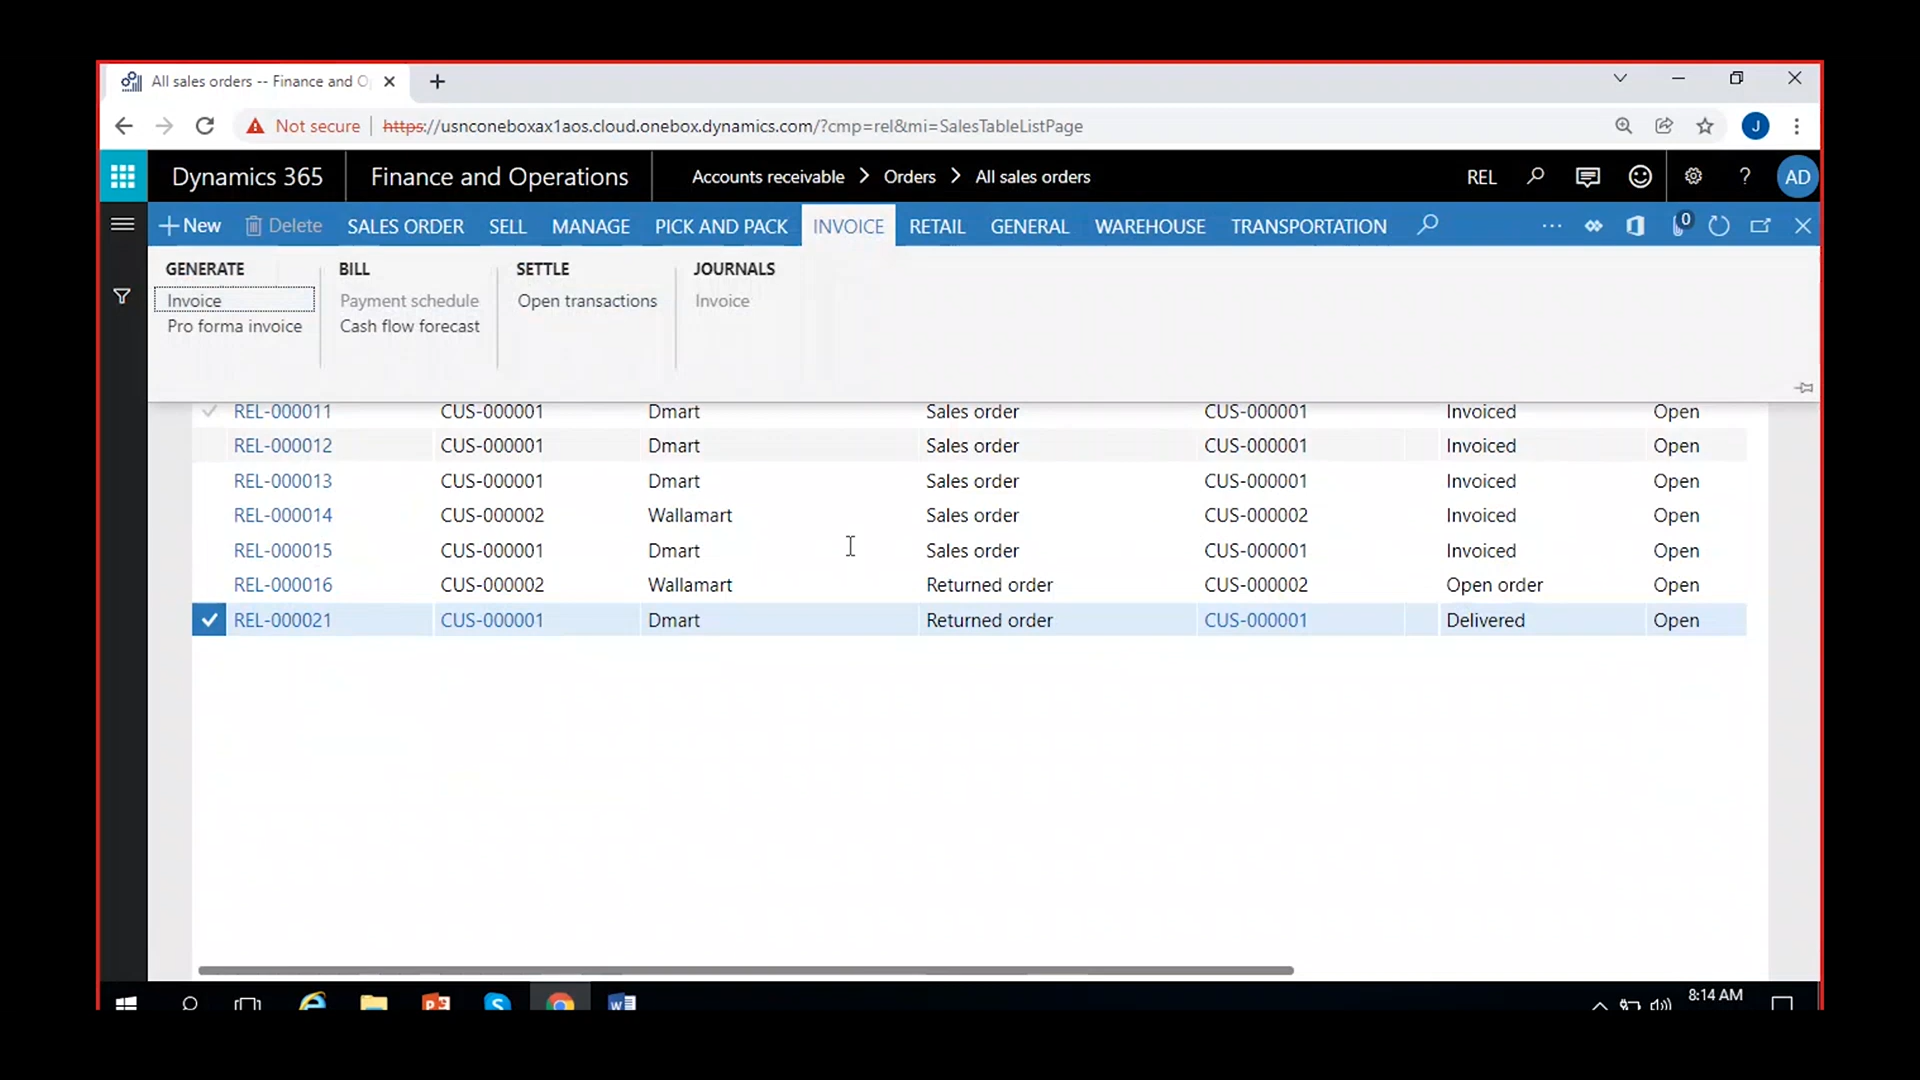 All sales orders -- Finance and O
Not secure https://usnconeboxax1aos.cloud.onebox.dynamics.com/?cmp=rel&mi=SalesTableListPage J
Dynamics 365 Finance and Operations Accounts receivable > Orders > All sales orders REL ? AD
+ New Delete SALES ORDER SELL MANAGE PICK AND PACK INVOICE RETAIL GENERAL WAREHOUSE TRANSPORTATION ... 0
GENERATE BILL SETTLE JOURNALS
Invoice Payment schedule Open transactions Invoice
Pro forma invoice Cash flow forecast
REL-000011 CUS-000001 Dmart Sales order CUS-000001 Invoiced Open
REL-000012 CUS-000001 Dmart Sales order CUS-000001 Invoiced Open
REL-000013 CUS-000001 Dmart Sales order CUS-000001 Invoiced Open
REL-000014 CUS-000002 Wallamart Sales order CUS-000002 Invoiced Open
REL-000015 CUS-000001 Dmart Sales order CUS-000001 Invoiced Open
REL-000016 CUS-000002 Wallamart Returned order CUS-000002 Open order Open
REL-000021 CUS-000001 Dmart Returned order CUS-000001 Delivered Open
8:14 AM